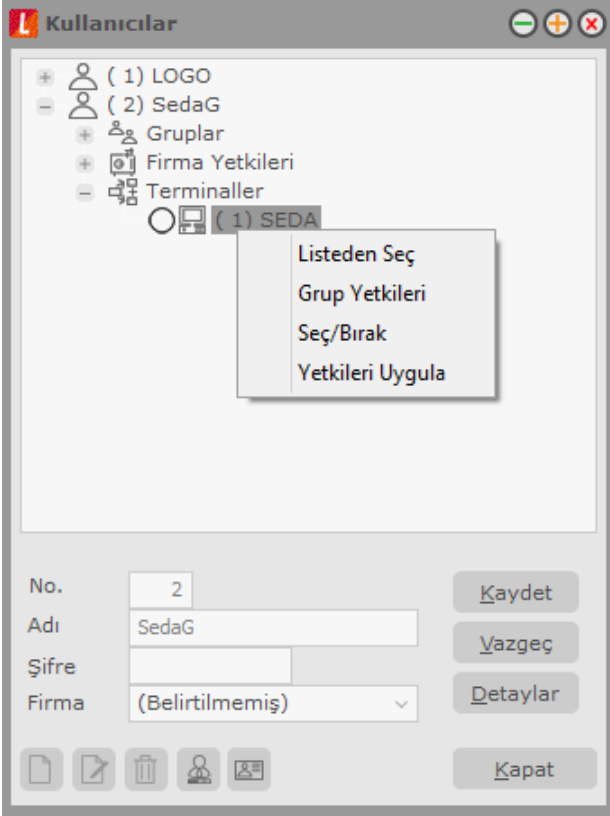 Kullanıcılar
( 1) LOGO
( 2) SedaG
Gruplar
Firma Yetkileri
Terminaller
( 1) SEDA
Listeden Seç
Grup Yetkileri
Seç/Bırak
Yetkileri Uygula
No. 2
Kaydet
Adı SedaG
Vazgeç
Şifre
Detaylar
Firma (Belirtilmemiş)
Kapat